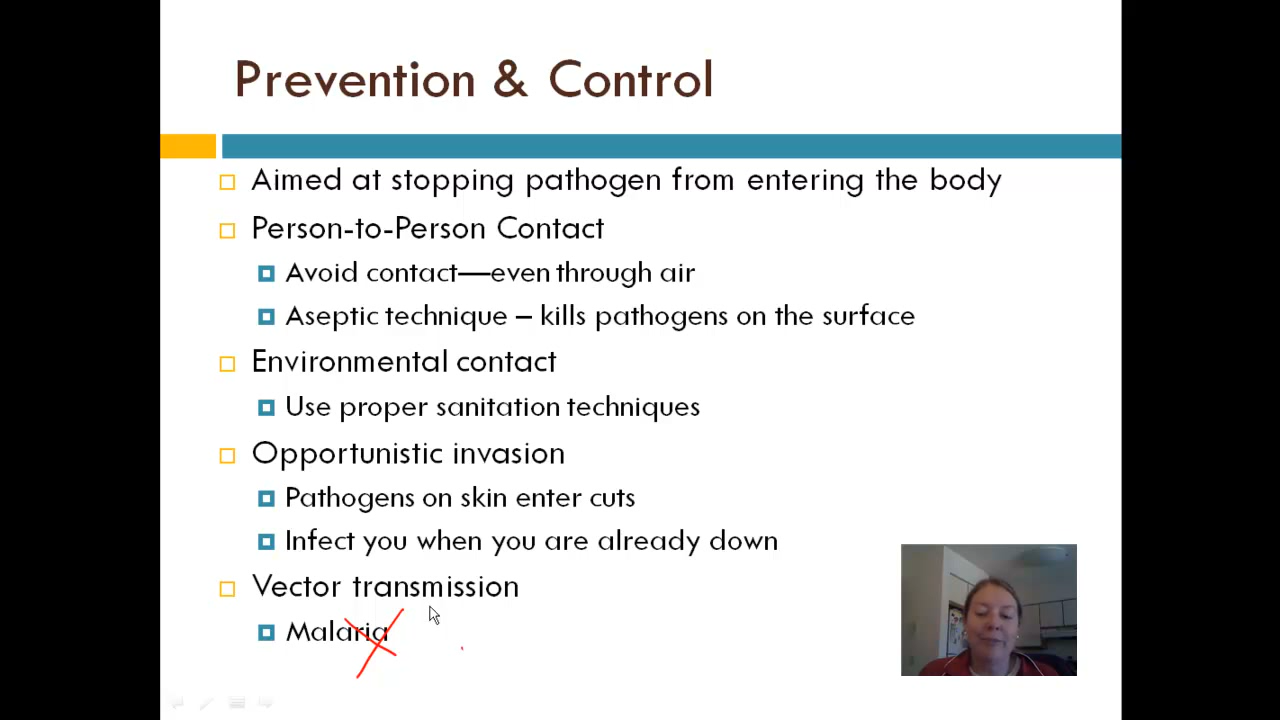 Prevention & Control
Aimed at stopping pathogen from entering the body
Person-to-Person Contact
Avoid contact—even through air
Aseptic technique – kills pathogens on the surface
Environmental contact
Use proper sanitation techniques
Opportunistic invasion
Pathogens on skin enter cuts
Infect you when you are already down
Vector transmission
Malaria